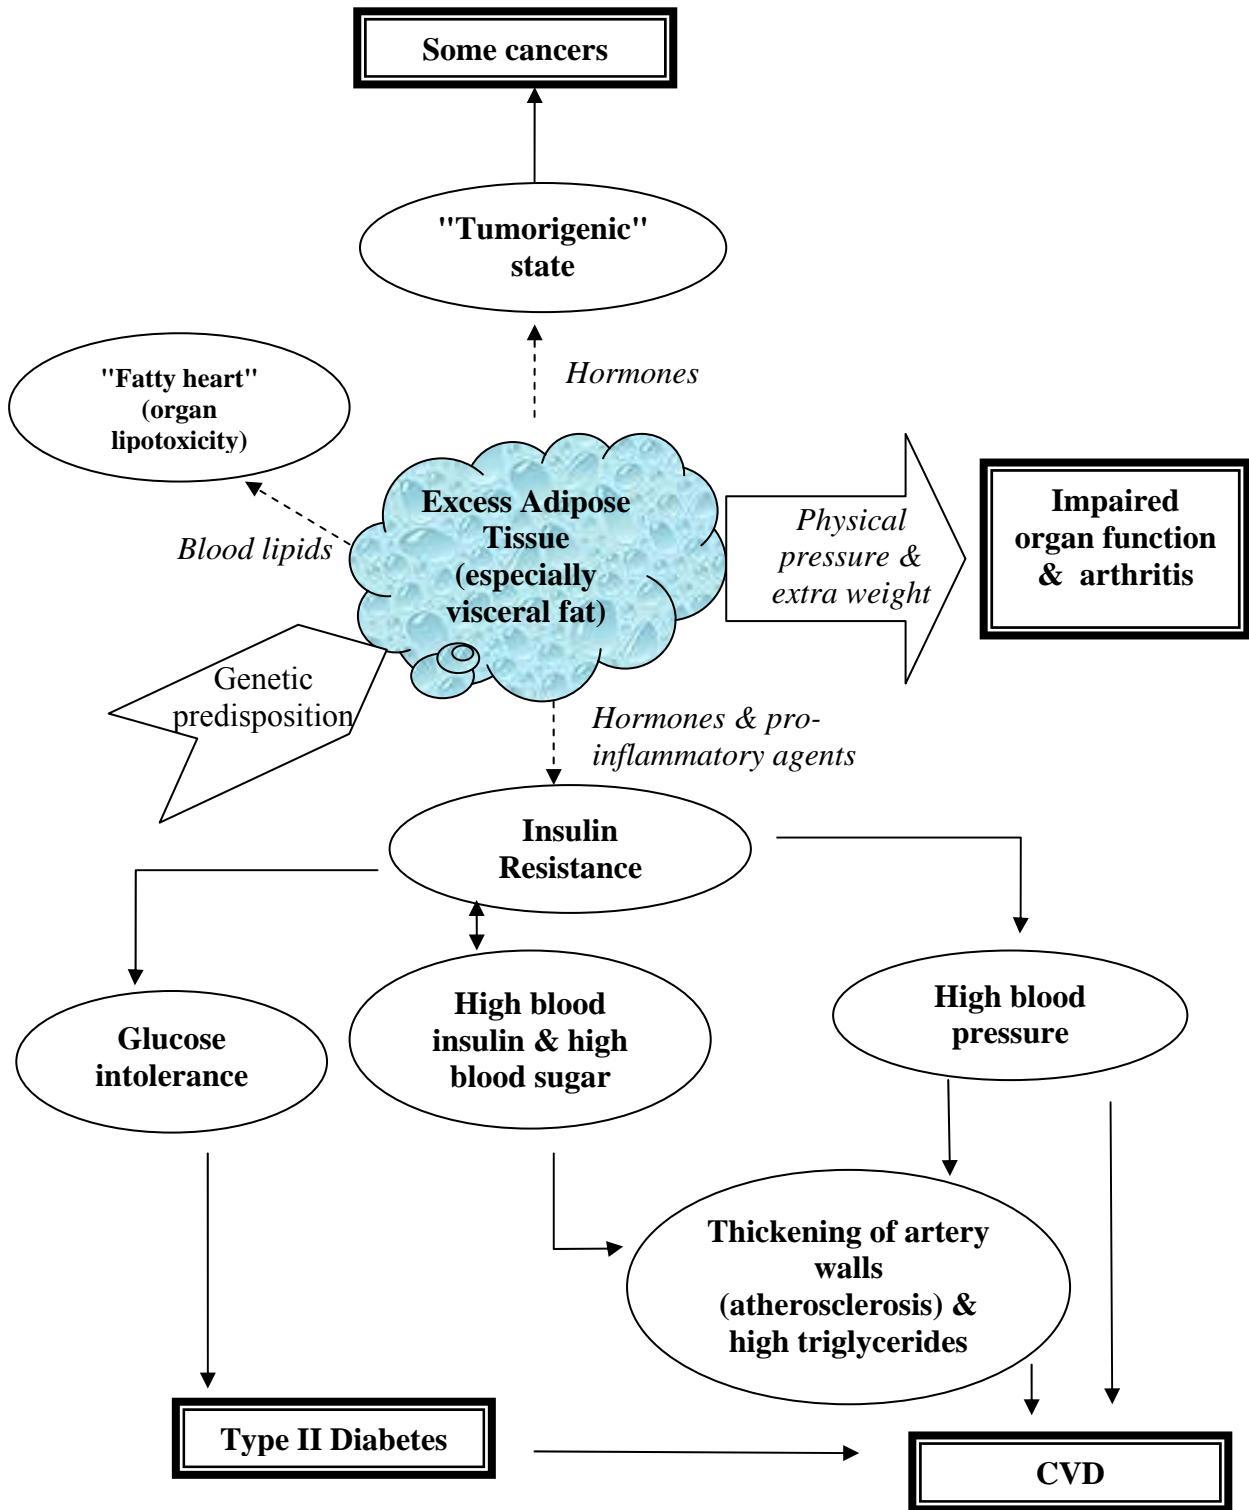 Some cancers
"Tumorigenic"
state
Hormones
"Fatty heart"
(organ
lipotoxicity)
Blood lipids
Excess Adipose
Tissue
(especially
visceral fat)
Physical
pressure &
extra weight
Impaired
organ function
& arthritis
Genetic
predisposition
Hormones & pro-
inflammatory agents
Insulin
Resistance
Glucose
intolerance
High blood
insulin & high
blood sugar
High blood
pressure
Thickening of artery
walls
(atherosclerosis) &
high triglycerides
Type II Diabetes
CVD